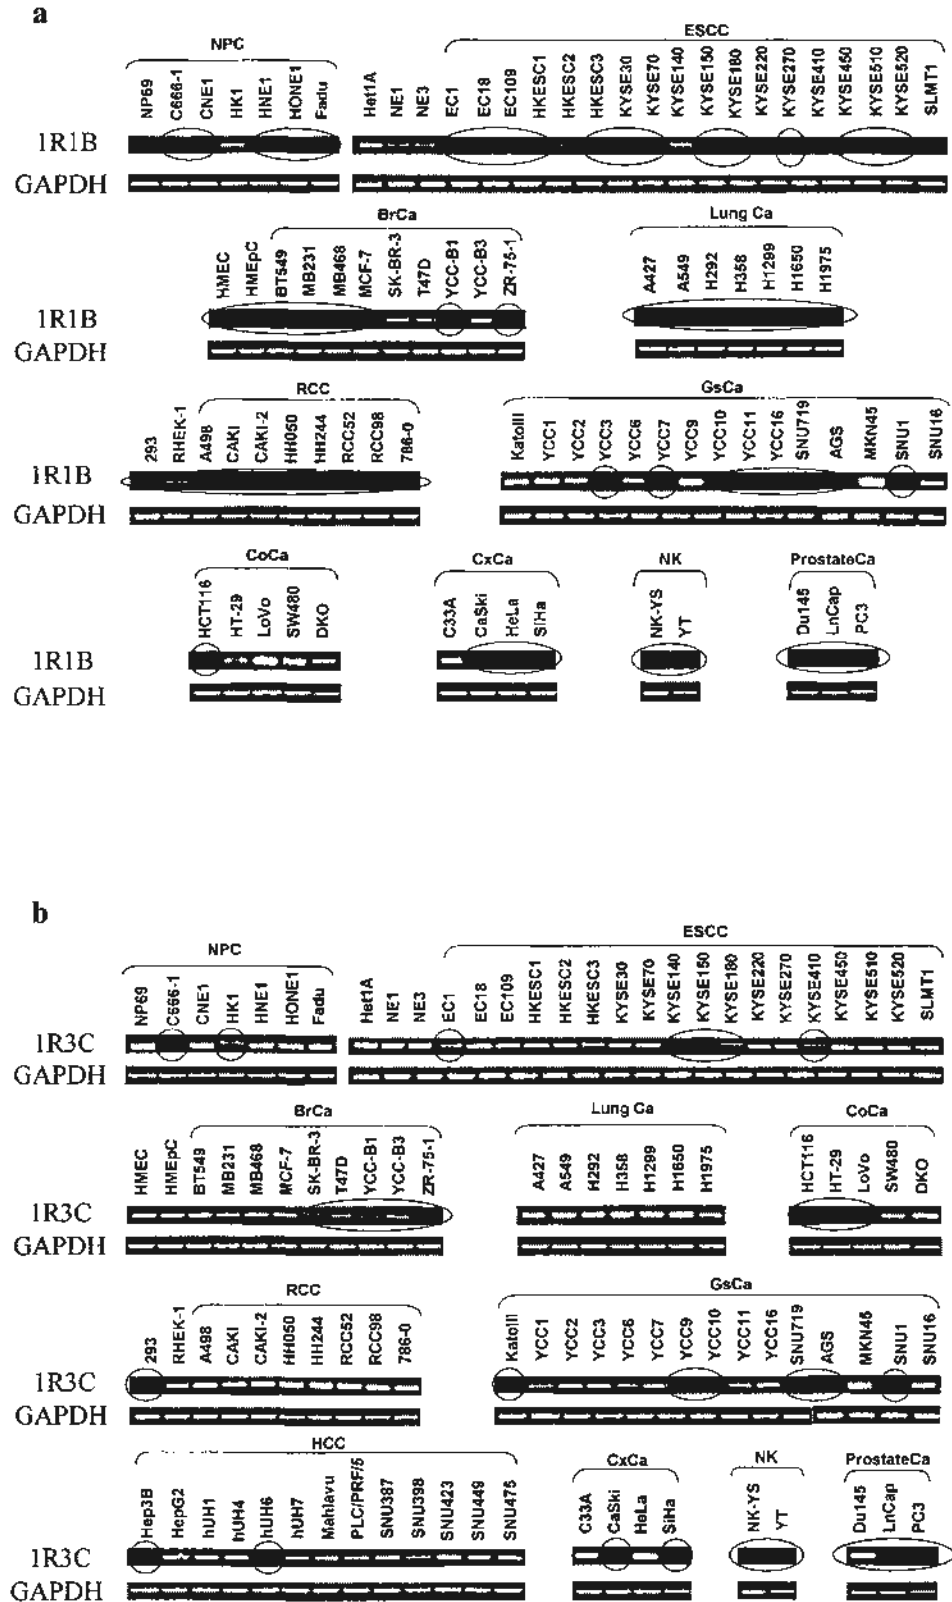 a
NPC ESCC
NP69 C666-1 CNE1 HK1 HNE1 HONE1 Fadu Het1A NE1 NE3 EC1 EC18 EC109 HKESC1 HKESC2 HKESC3 KYSE30 KYSE70 KYSE140 KYSE150 KYSE180 KYSE220 KYSE270 KYSE410 KYSE450 KYSE510 KYSE520 SLMT1
1R1B
GAPDH
BrCa Lung Ca
HMEC HMEpC BT549 MB231 MB468 MCF-7 SK-BR-3 T47D YCC-B1 YCC-B3 ZR-75-1 A427 A549 H292 H358 H1299 H1650 H1975
1R1B
GAPDH
RCC GsCa
293 RHEK-1 A498 CAKI CAKI-2 HH050 HH244 RCC52 RCC98 786-0 KatoIII YCC1 YCC2 YCC3 YCC6 YCC7 YCC9 YCC10 YCC11 YCC16 SNU719 AGS MKN45 SNU1 SNU16
1R1B
GAPDH
CoCa CxCa NK ProstateCa
HCT116 HT-29 LoVo SW480 DKO C33A CaSki HeLa SiHa NK-YS YT Du145 LnCap PC3
1R1B
GAPDH
b
NPC ESCC
NP69 C666-1 CNE1 HK1 HNE1 HONE1 Fadu Het1A NE1 NE3 EC1 EC18 EC109 HKESC1 HKESC2 HKESC3 KYSE30 KYSE70 KYSE140 KYSE150 KYSE180 KYSE220 KYSE270 KYSE410 KYSE450 KYSE510 KYSE520 SLMT1
1R3C
GAPDH
BrCa Lung Ca CoCa
HMEC HMEpC BT549 MB231 MB468 MCF-7 SK-BR-3 T47D YCC-B1 YCC-B3 ZR-75-1 A427 A549 H292 H358 H1299 H1650 H1975 HCT116 HT-29 LoVo SW480 DKO
1R3C
GAPDH
RCC GsCa
293 RHEK-1 A498 CAKI CAKI-2 HH050 HH244 RCC52 RCC98 786-0 KatoIII YCC1 YCC2 YCC3 YCC6 YCC7 YCC9 YCC10 YCC11 YCC16 SNU719 AGS MKN45 SNU1 SNU16
1R3C
GAPDH
HCC CxCa NK ProstateCa
Hep3B HepG2 hUH1 hUH4 hUH6 hUH7 Mahlavu PLC/PRF/5 SNU387 SNU398 SNU423 SNU449 SNU475 C33A CaSki HeLa SiHa NK-YS YT Du145 LnCap PC3
1R3C
GAPDH